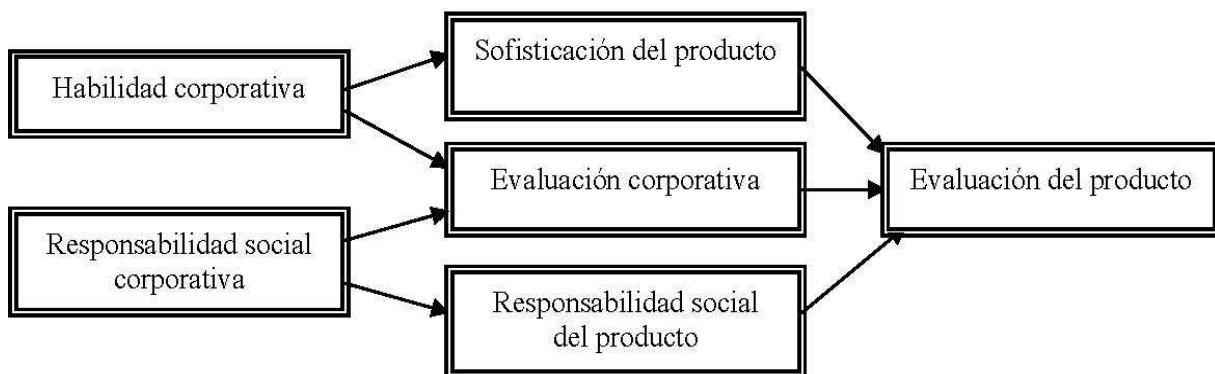 Habilidad corporativa
Responsabilidad social
corporativa
Sofisticación del producto
Evaluación corporativa
Responsabilidad social
del producto
Evaluación del producto